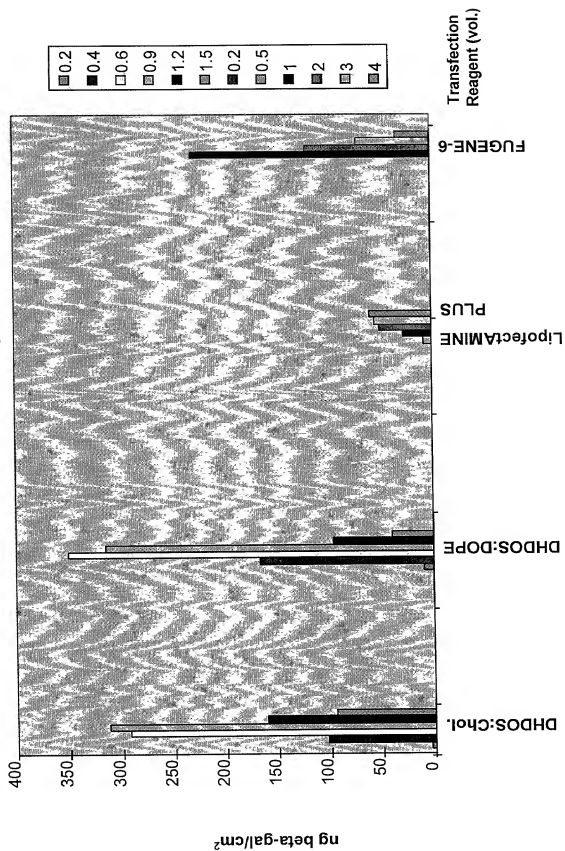 ng beta-gal/cm²
400
350
300
250
200
150
100
50
0
DHDOS:Chol.
DHDOS:DOPE
LipofectAMINE
PLUS
FUGENE-6
Transfection
Reagent (vol.)
0.2
0.4
0.6
0.9
1.2
1.5
0.2
0.5
1
2
3
4